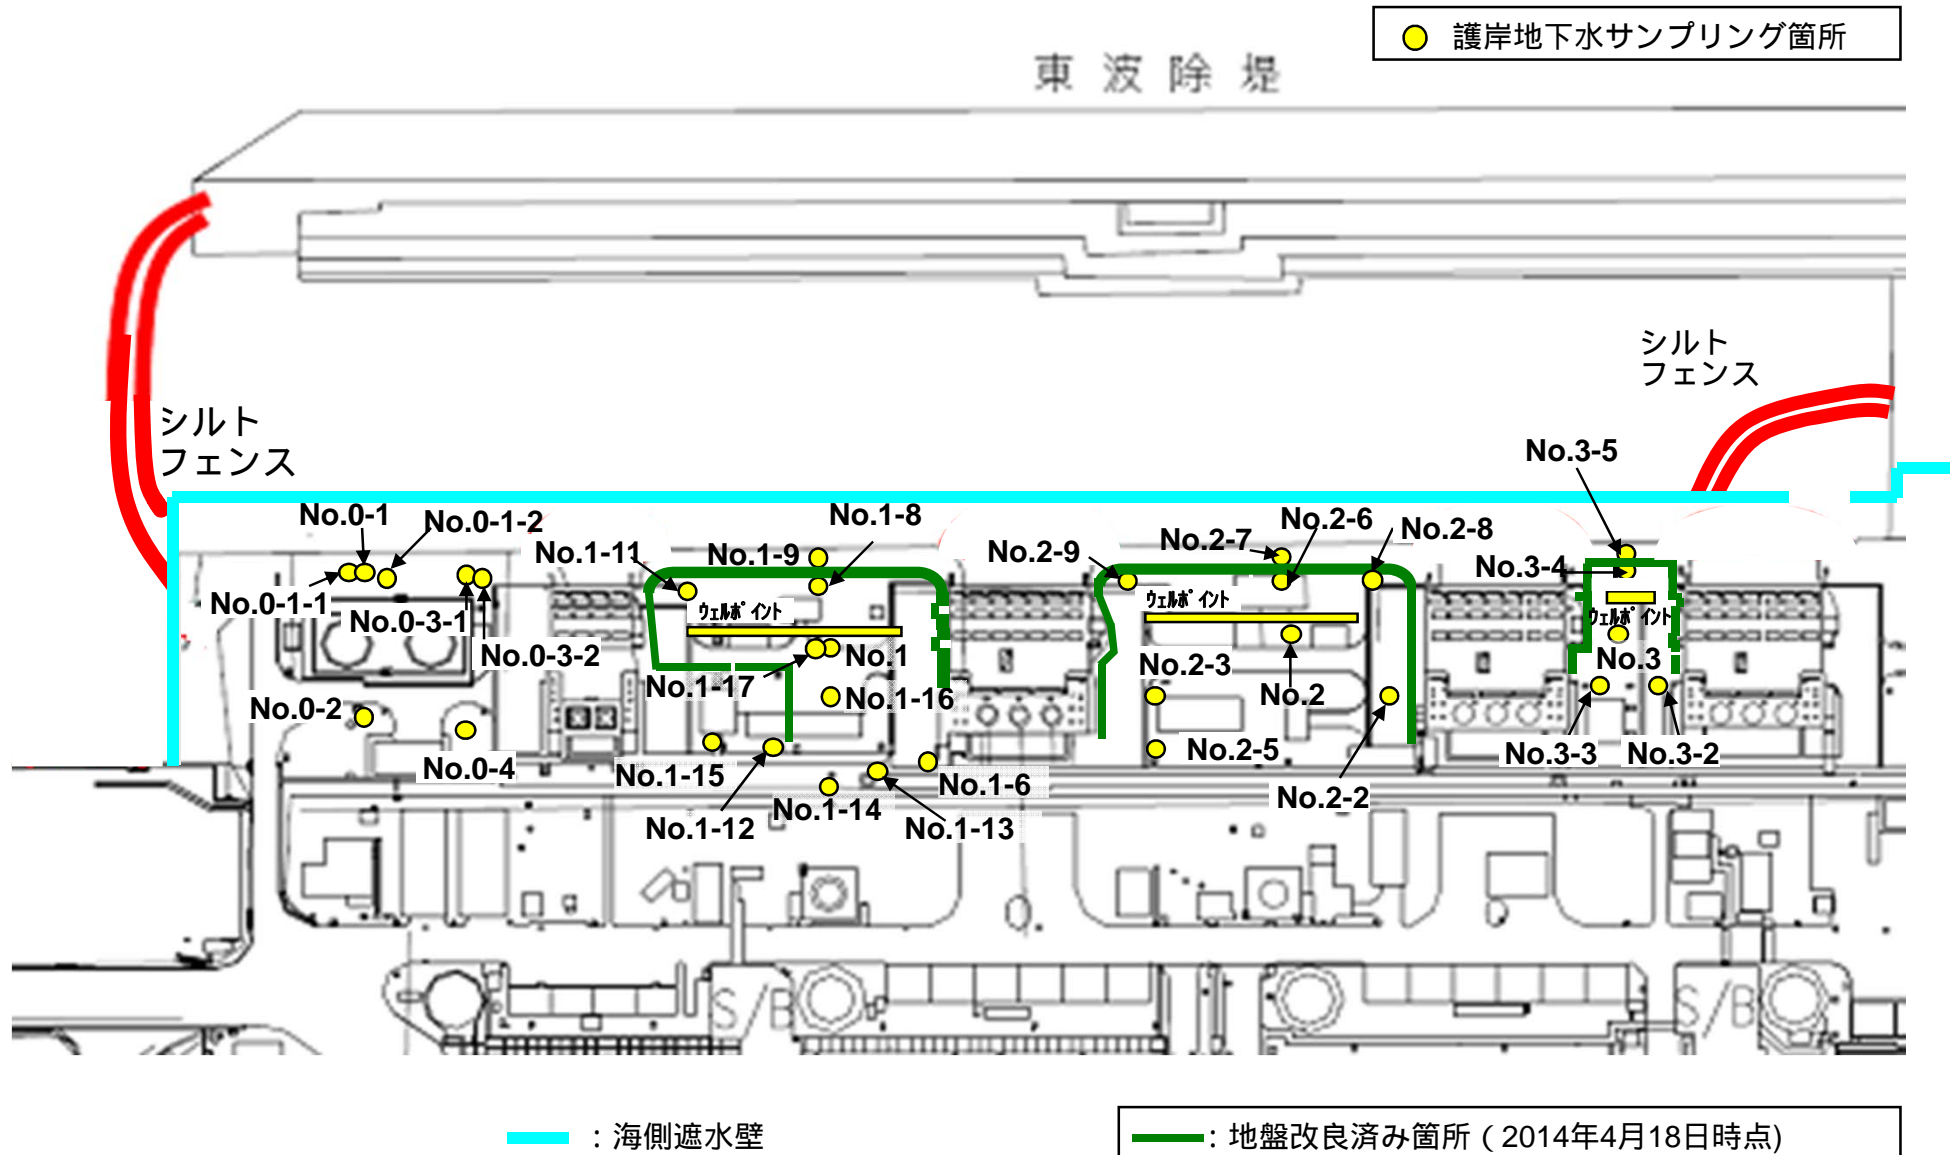 護岸地下水サンプリング箇所
東波除堤
シルト
フェンス
シルト
フェンス
No.3-5
No.0-1
No.0-1-2
No.1-8
No.2-6
No.2-8
No.1-11
No.1-9
No.2-9
No.2-7
No.3-4
No.0-1-1
No.0-3-1
ウェルポイント
ウェルポイント
ウェルポイント
No.0-3-2
No.1
No.2-3
No.3
No.1-17
No.1-16
No.2
No.0-2
No.2-5
No.3-3
No.3-2
No.0-4
No.1-15
No.1-6
No.2-2
No.1-14
No.1-12
No.1-13
S/B
S/B
：海側遮水壁
：地盤改良済み箇所（2014年4月18日時点)